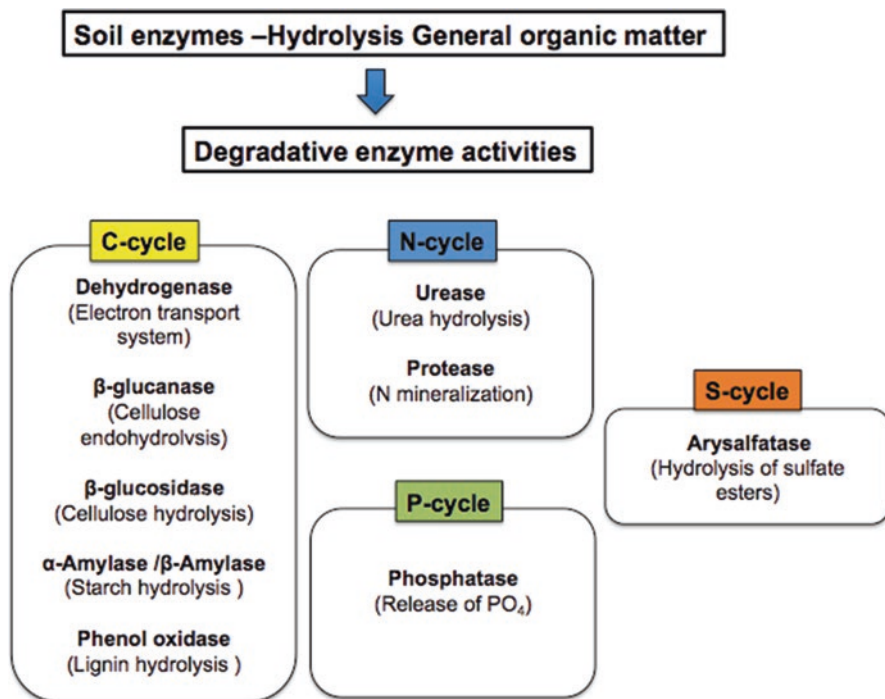 Soil enzymes –Hydrolysis General organic matter
Degradative enzyme activities
C-cycle
Dehydrogenase
(Electron transport
system)
β-glucanase
(Cellulose
endohydrolvsis)
β-glucosidase
(Cellulose hydrolysis)
α-Amylase /β-Amylase
(Starch hydrolysis )
Phenol oxidase
(Lignin hydrolysis )
N-cycle
Urease
(Urea hydrolysis)
Protease
(N mineralization)
P-cycle
Phosphatase
(Release of PO₄)
S-cycle
Arysalfatase
(Hydrolysis of sulfate
esters)